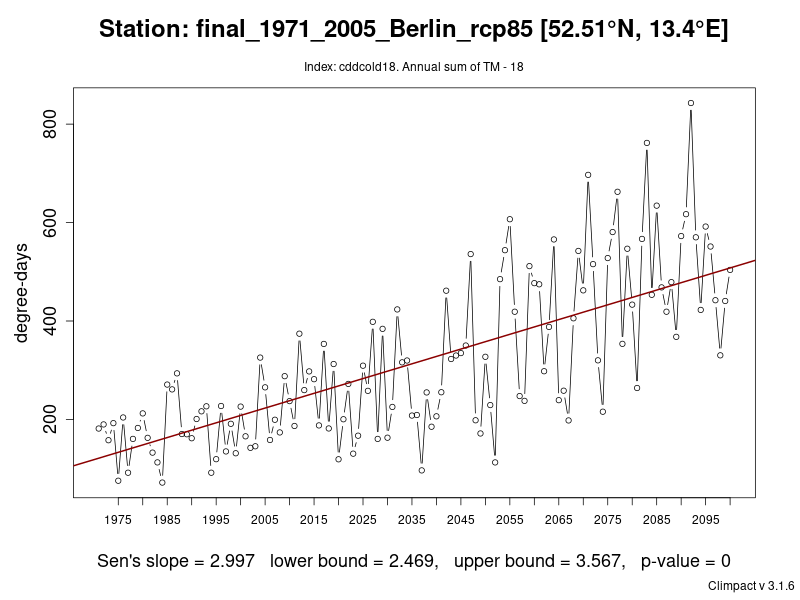 Station: final_1971_2005_Berlin_rcp85 [52.51°N, 13.4°E]
Index: cddcold18. Annual sum of TM - 18
degree-days
800
600
400
200
1975 1985 1995 2005 2015 2025 2035 2045 2055 2065 2075 2085 2095
Sen's slope = 2.997 lower bound = 2.469, upper bound = 3.567, p-value = 0
Climpact v 3.1.6